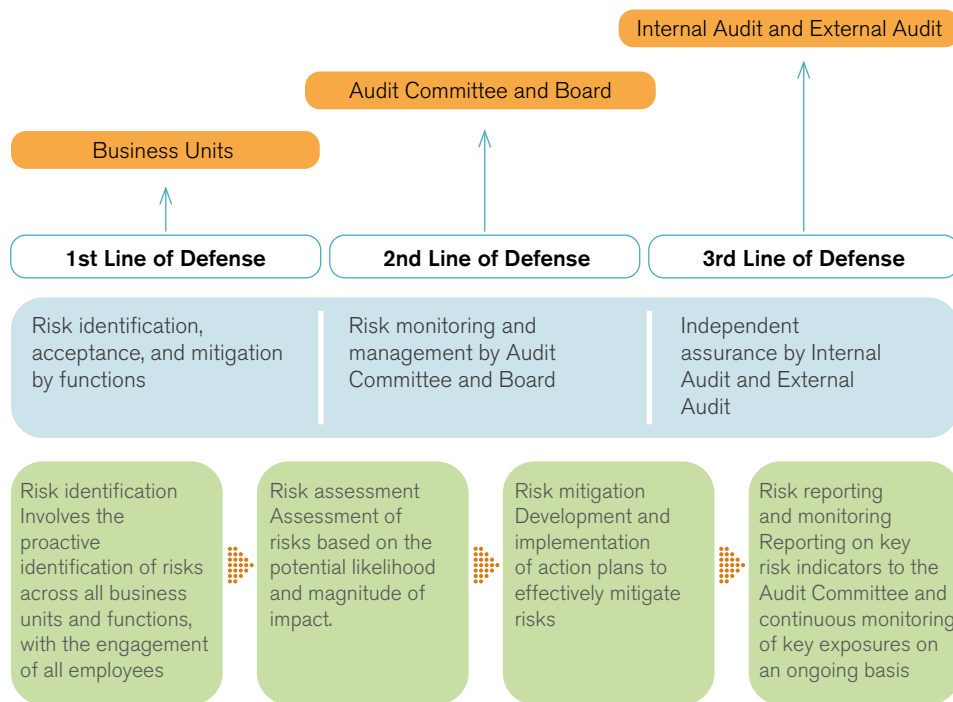 Internal Audit and External Audit
Audit Committee and Board
Business Units
1st Line of Defense
2nd Line of Defense
3rd Line of Defense
Risk identification,
acceptance, and mitigation
by functions
Risk monitoring and
management by Audit
Committee and Board
Independent
assurance by Internal
Audit and External
Audit
Risk identification
Involves the
proactive
identification of risks
across all business
units and functions,
with the engagement
of all employees
Risk assessment
Assessment of
risks based on the
potential likelihood
and magnitude of
impact.
Risk mitigation
Development and
implementation
of action plans to
effectively mitigate
risks
Risk reporting
and monitoring
Reporting on key
risk indicators to the
Audit Committee and
continuous monitoring
of key exposures on
an ongoing basis